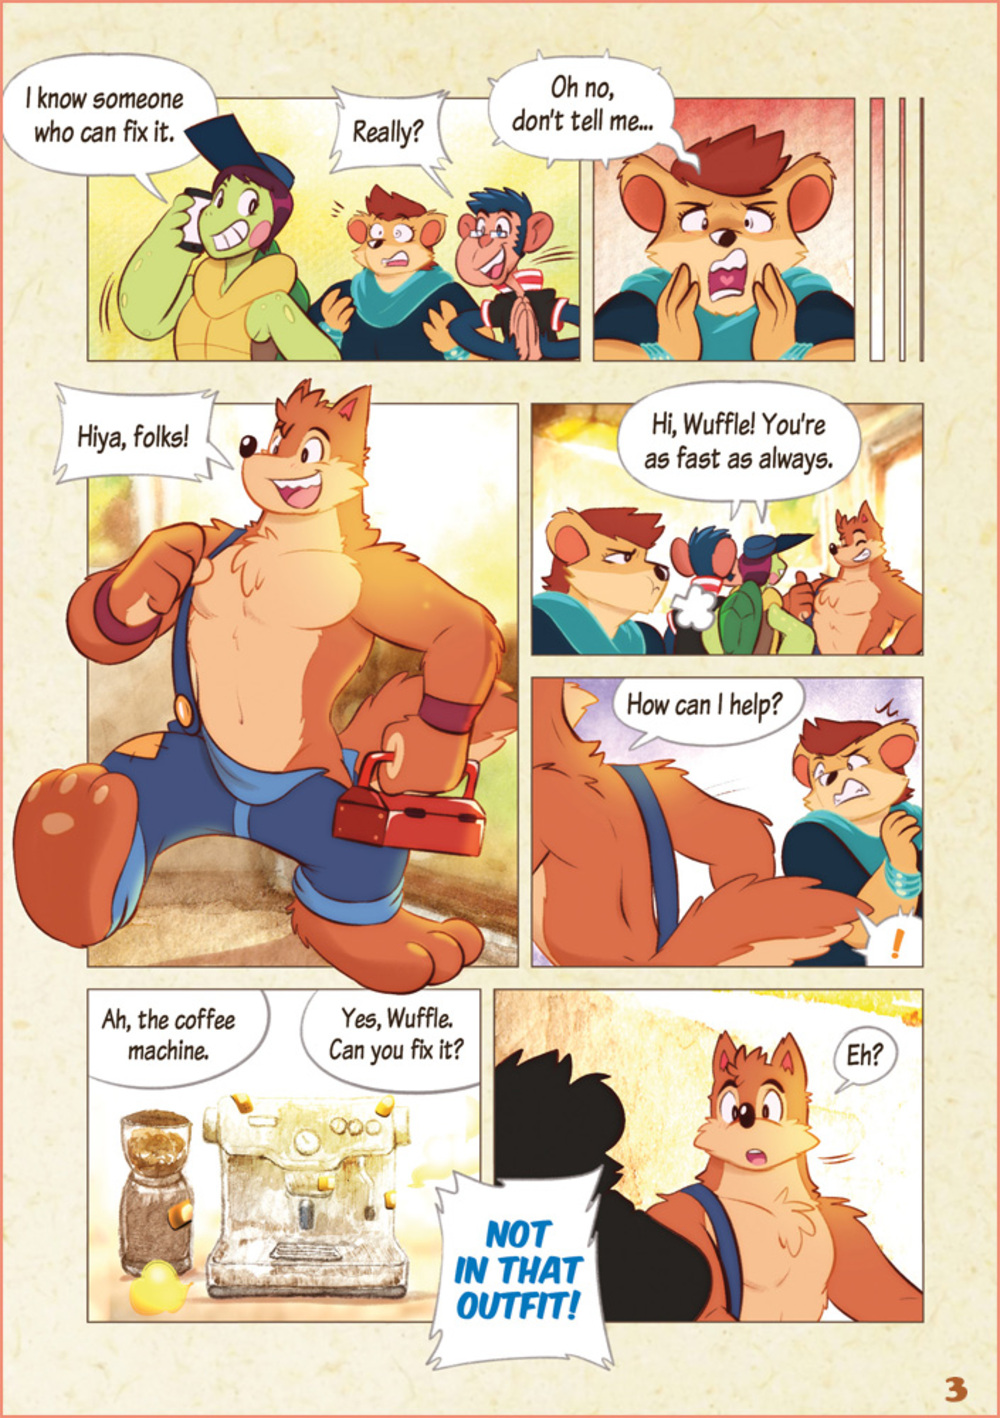 I know someone
who can fix it.
Really?
Oh no,
don't tell me...
Hiya, folks!
Hi, Wuffle! You're
as fast as always.
How can I help?
!
Ah, the coffee
machine.
Yes, Wuffle.
Can you fix it?
Eh?
NOT
IN THAT
OUTFIT!
3